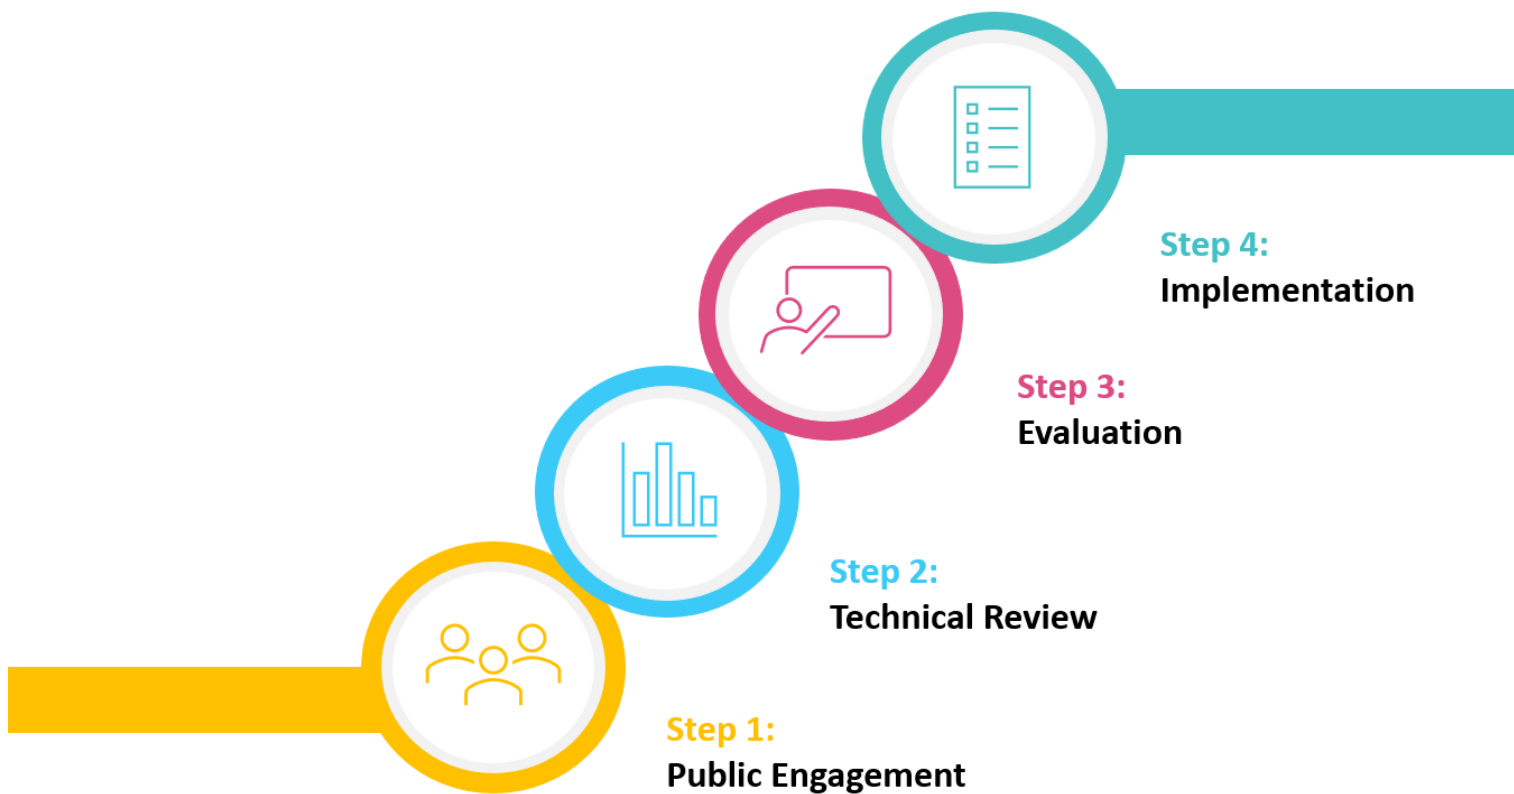 Step 4:
Implementation
Step 3:
Evaluation
Step 2:
Technical Review
Step 1:
Public Engagement